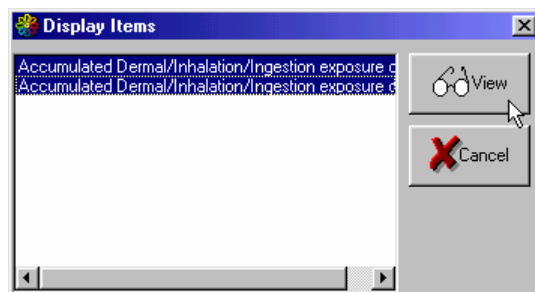 Display Items
Accumulated Dermal/Inhalation/Ingestion exposure
Accumulated Dermal/Inhalation/Ingestion exposure
View
Cancel